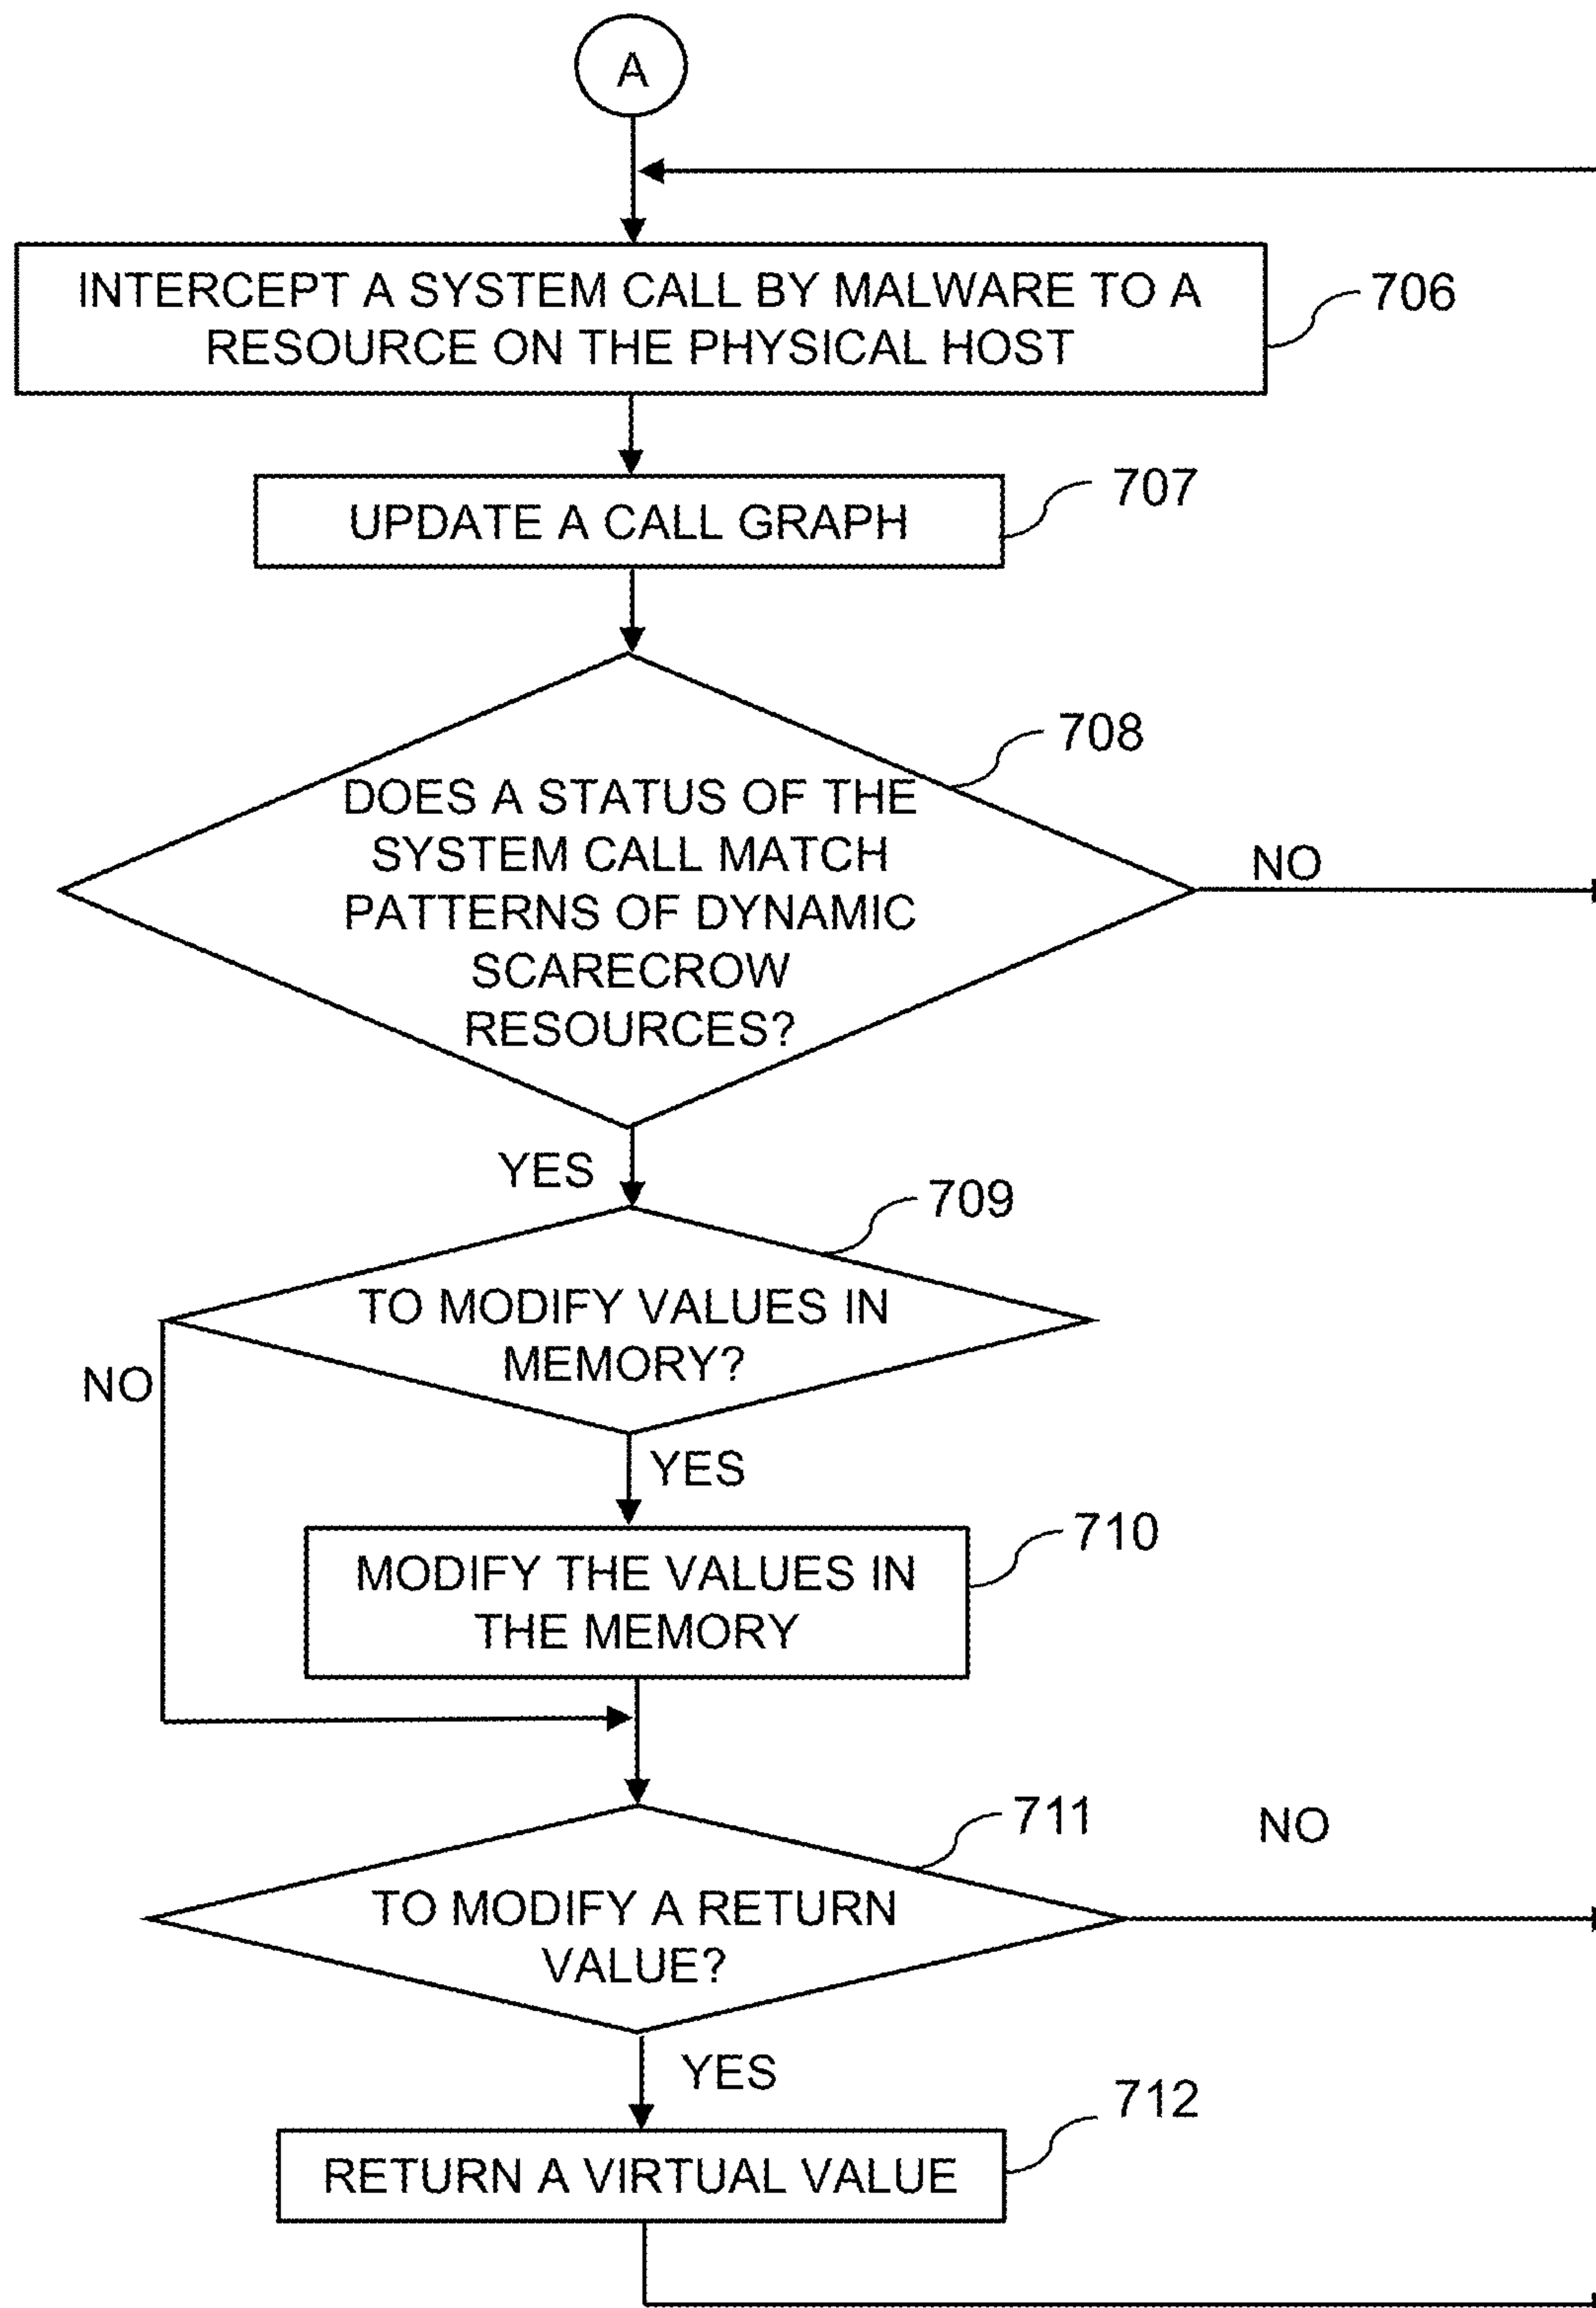 A
INTERCEPT A SYSTEM CALL BY MALWARE TO A
RESOURCE ON THE PHYSICAL HOST
706
UPDATE A CALL GRAPH
707
708
DOES A STATUS OF THE
SYSTEM CALL MATCH
PATTERNS OF DYNAMIC
SCARECROW
RESOURCES?
NO
YES
709
TO MODIFY VALUES IN
MEMORY?
NO
YES
710
MODIFY THE VALUES IN
THE MEMORY
711
NO
TO MODIFY A RETURN
VALUE?
YES
712
RETURN A VIRTUAL VALUE